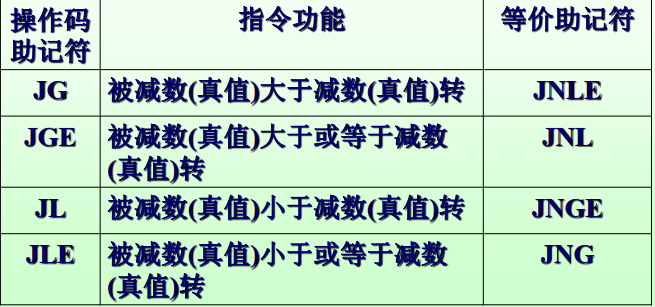 操作码 指令功能 等价助记符
助记符
JG 被减数(真值)大于减数(真值)转 JNLE
JGE 被减数(真值)大于或等于减数 JNL
(真值)转
JL 被减数(真值)小于减数(真值)转 JNGE
JLE 被减数(真值)小于或等于减数 JNG
(真值)转